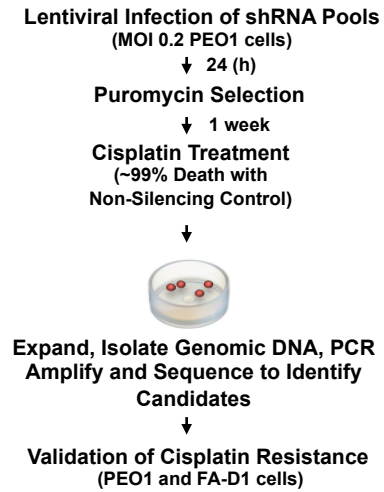 Lentiviral Infection of shRNA Pools
(MOI 0.2 PEO1 cells)
24 (h)
Puromycin Selection
1 week
Cisplatin Treatment
(~99% Death with
Non-Silencing Control)
Expand, Isolate Genomic DNA, PCR
Amplify and Sequence to Identify
Candidates
Validation of Cisplatin Resistance
(PEO1 and FA-D1 cells)